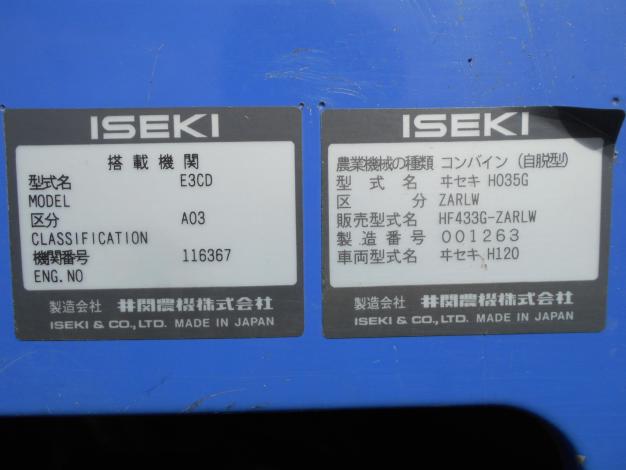 ISEKI
搭載機関
型式名 E3CD
MODEL
区分 A03
CLASSIFICATION
機関番号 116367
ENG.NO
製造会社 井関農機株式会社
ISEKI & CO., LTD. MADE IN JAPAN
ISEKI
農業機械の種類 コンバイン (自脱型)
型式名 ヰセキ HO35G
区分 ZARLW
販売型式名 HF433G-ZARLW
製造番号 001263
車両型式名 ヰセキ H120
製造会社 井関農機株式会社
ISEKI & CO., LTD. MADE IN JAPAN